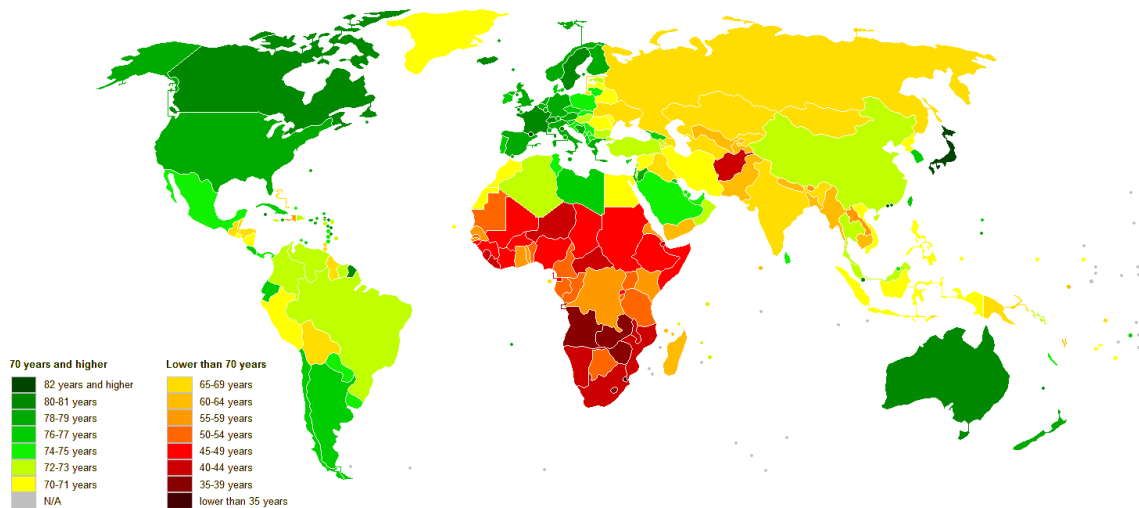 70 years and higher
82 years and higher
80-81 years
78-79 years
76-77 years
74-75 years
72-73 years
70-71 years
N/A
Lower than 70 years
65-69 years
60-64 years
55-59 years
50-54 years
45-49 years
40-44 years
35-39 years
lower than 35 years